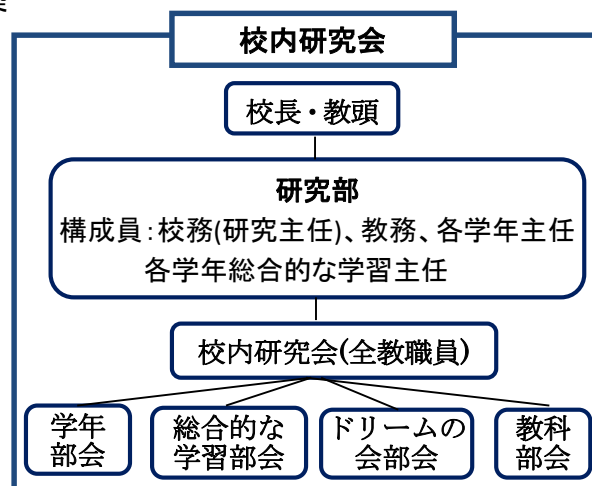 校内研究会
校長・教頭
研究部
構成員：校務(研究主任)、教務、各学年主任
各学年総合的な学習主任
校内研究会(全教職員)
学年
部会
総合的な
学習部会
ドリームの
会部会
教科
部会